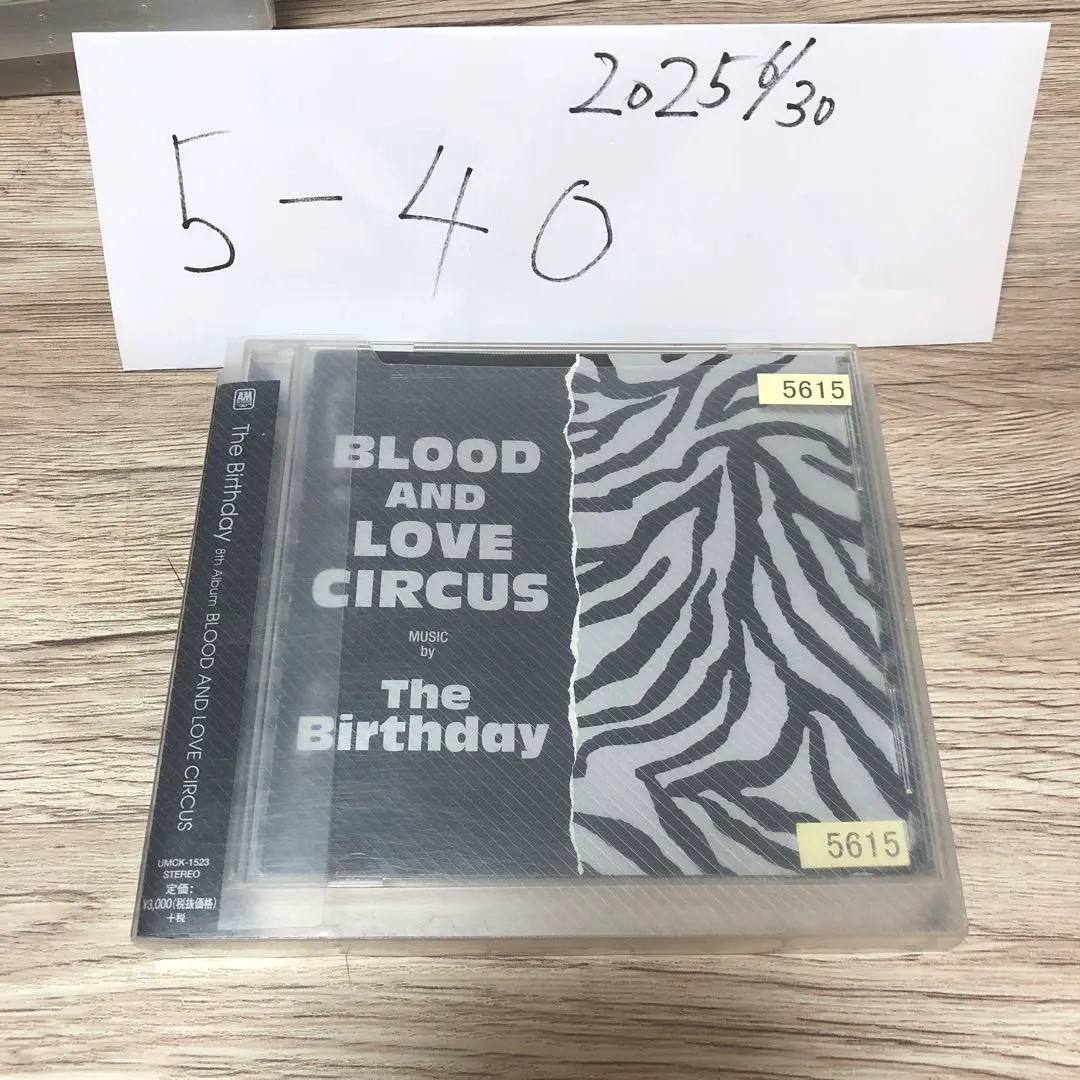 2025 6/30
5-40
5615
BLOOD
AND
LOVE
CIRCUS
MUSIC
by
The
Birthday
5615
AM
The Birthday 8th Album BLOOD AND LOVE CIRCUS
UMCK-1523
STEREO
定価:
¥3,000(税抜価格)
+税